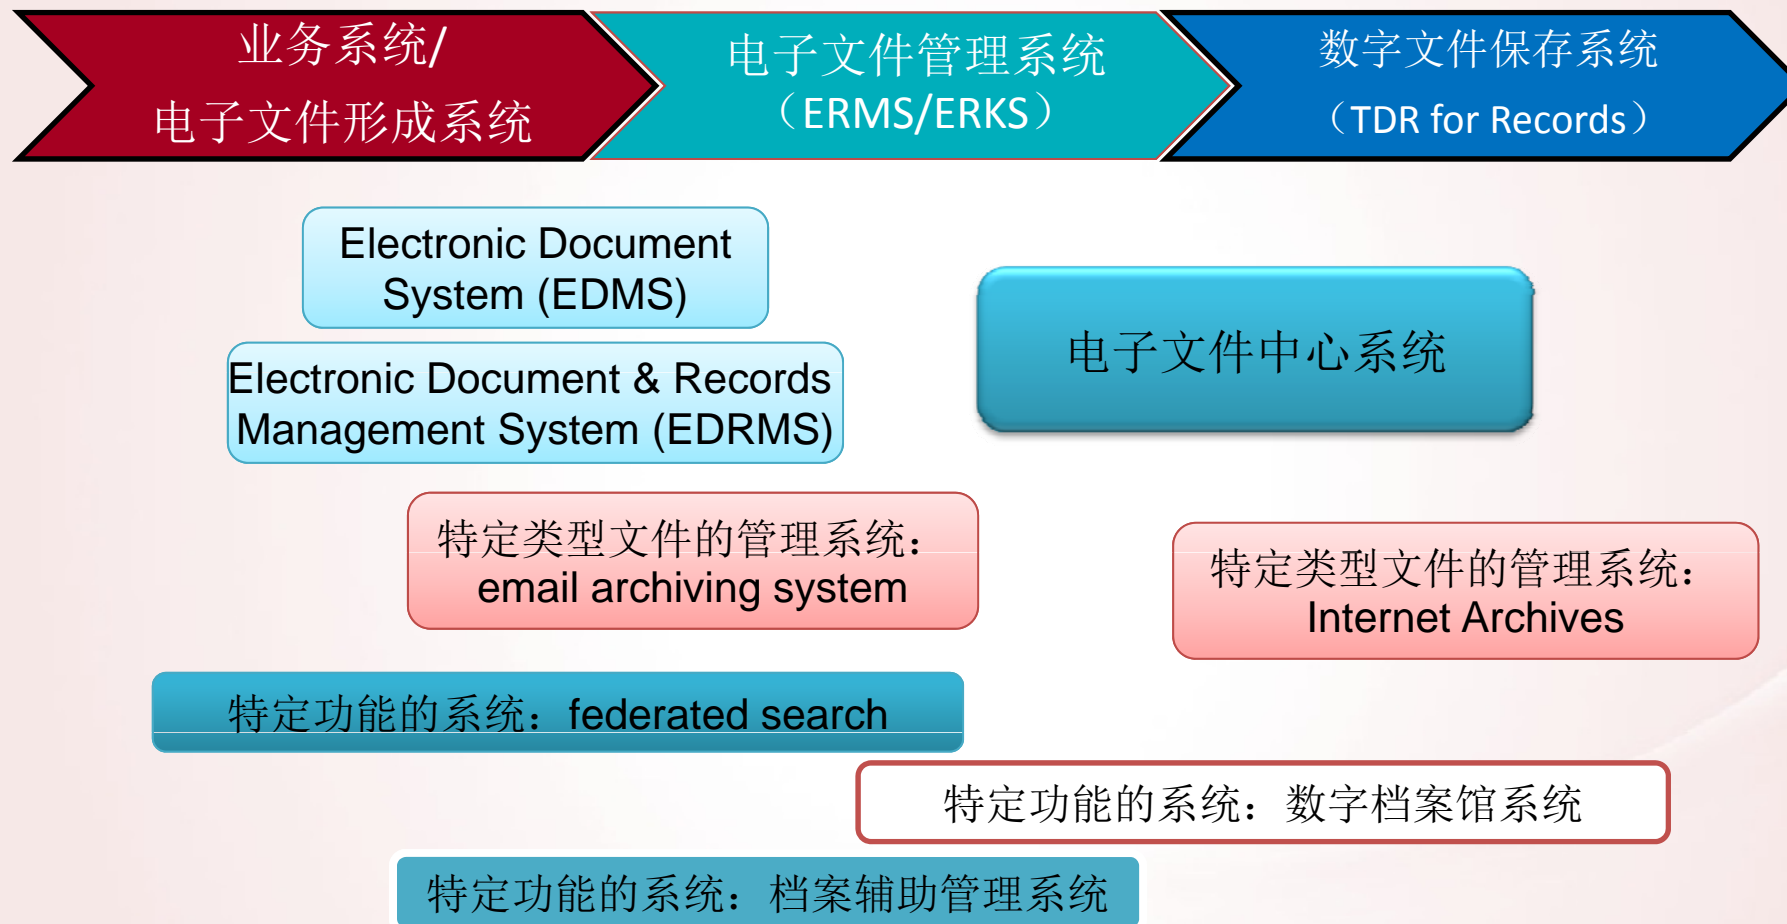 业务系统/
电子文件形成系统
电子文件管理系统
（ERMS/ERKS）
数字文件保存系统
（TDR for Records）
Electronic Document
System (EDMS)
Electronic Document & Records
Management System (EDRMS)
电子文件中心系统
特定类型文件的管理系统：
email archiving system
特定类型文件的管理系统：
Internet Archives
特定功能的系统：federated search
特定功能的系统：数字档案馆系统
特定功能的系统：档案辅助管理系统